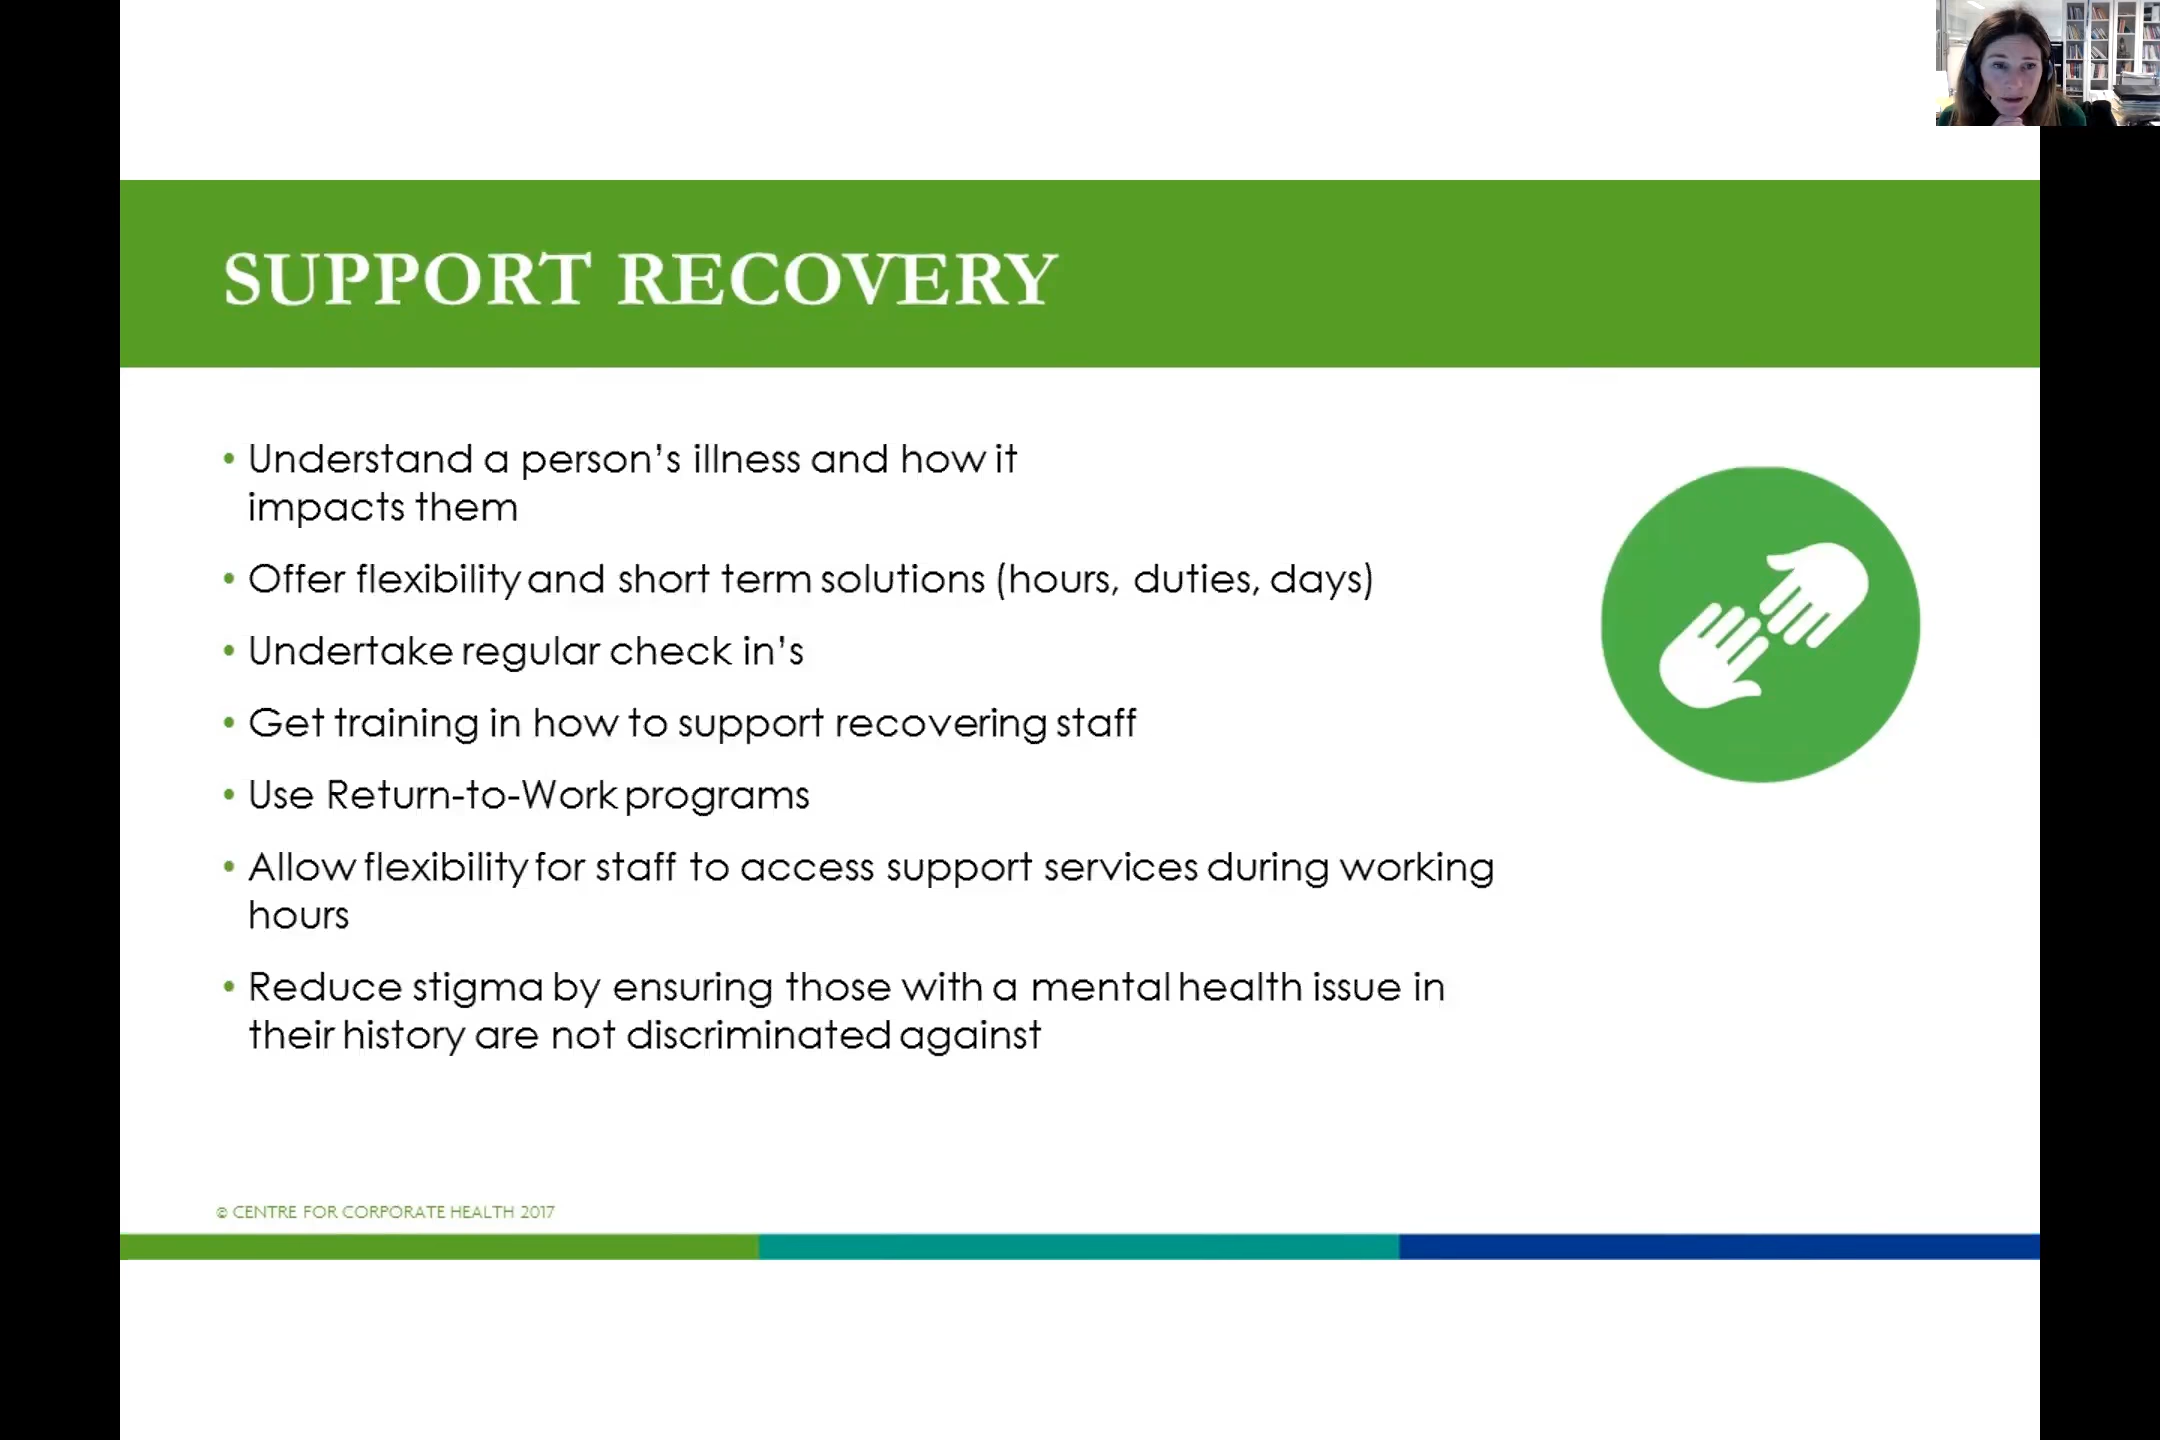 SUPPORT RECOVERY
• Understand a person’s illness and how it
impacts them
• Offer flexibility and short term solutions (hours, duties, days)
• Undertake regular check in’s
• Get training in how to support recovering staff
• Use Return-to-Work programs
• Allow flexibility for staff to access support services during working
hours
• Reduce stigma by ensuring those with a mental health issue in
their history are not discriminated against
© CENTRE FOR CORPORATE HEALTH 2017